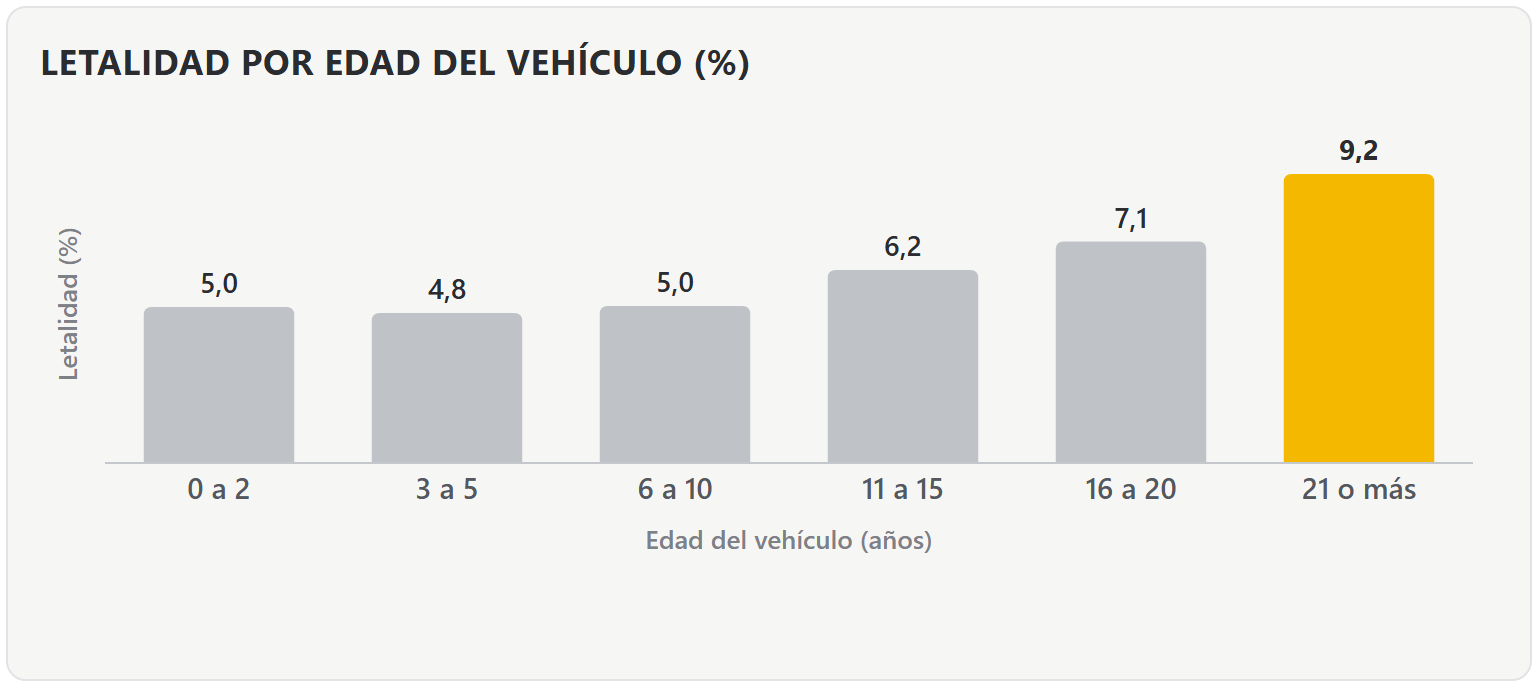 LETALIDAD POR EDAD DEL VEHÍCULO (%)
9,2
7,1
6,2
5,0
4,8
5,0
Letalidad (%)
0 a 2
3 a 5
6 a 10
11 a 15
16 a 20
21 o más
Edad del vehículo (años)